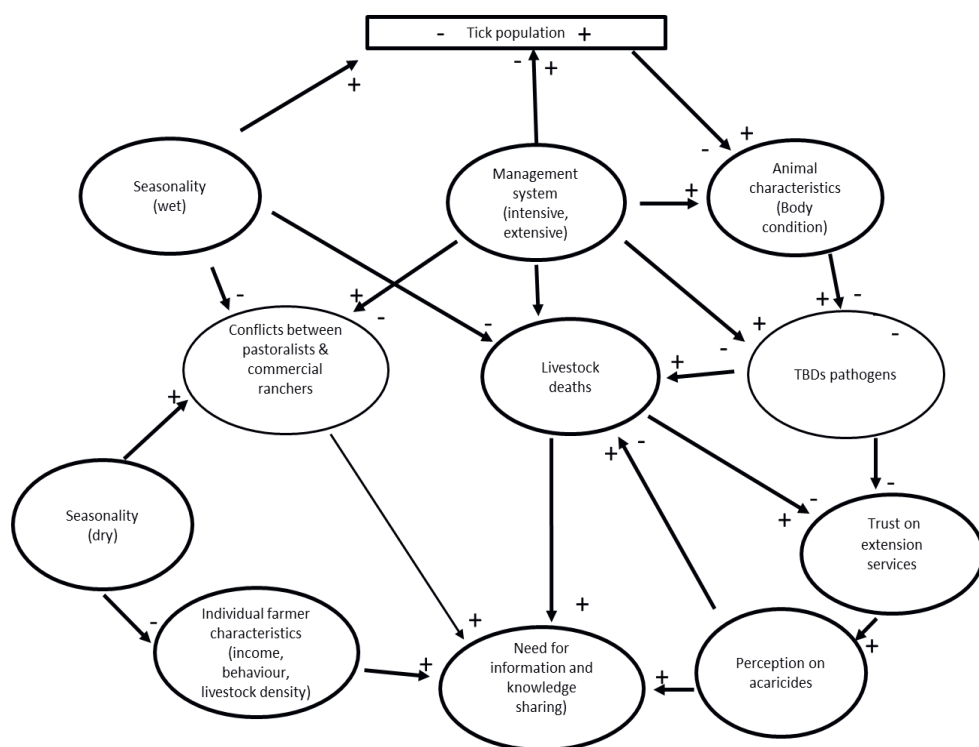 - Tick population +
- +
+
+
-
Seasonality
(wet)
Management
system
(intensive,
extensive)
+
Animal
characteristics
(Body
condition)
-
+
-
-
+
+ -
Conflicts between
pastoralists &
commercial
ranchers
Livestock
deaths
+
-
TBDs pathogens
-
+
+
-
-
-
+
Seasonality
(dry)
Trust on
extension
services
-
Individual farmer
characteristics
(income,
behaviour,
livestock density)
+
+
+
Need for
information and
knowledge
sharing)
+
Perception on
acaricides
+